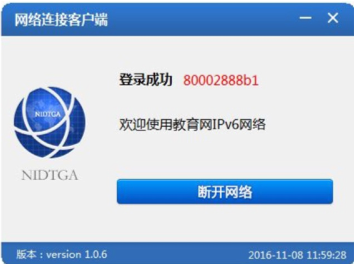 网络连接客户端
登录成功 80002888b1
欢迎使用教育网IPv6网络
NIDTGA
NIDTGA
断开网络
版本：version 1.0.6
2016-11-08 11:59:28